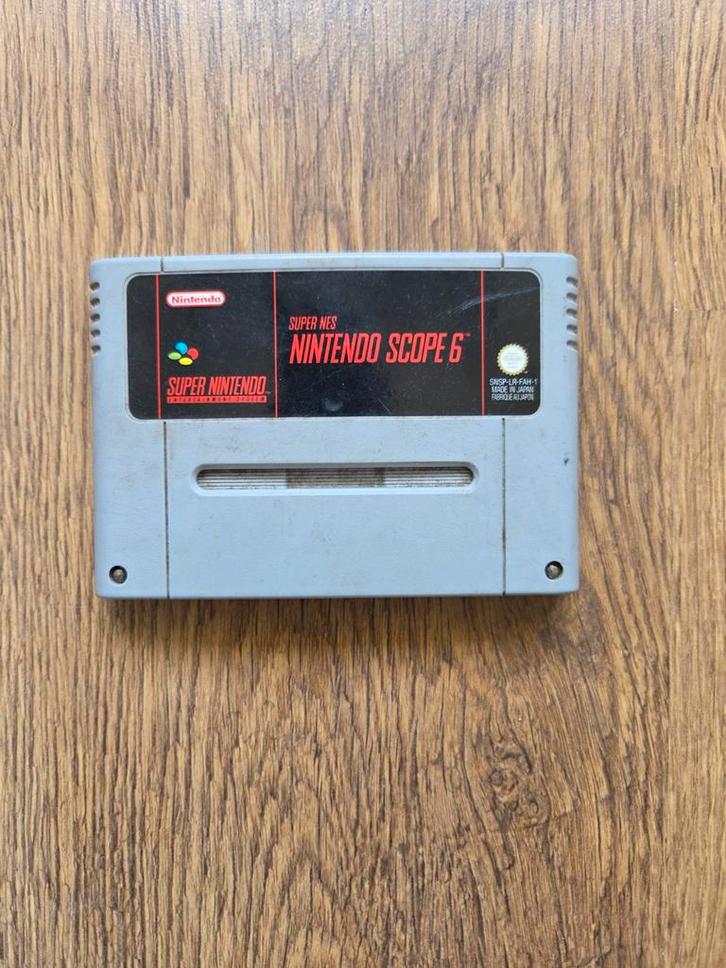 Nintendo
SUPER NINTENDO™
ENTERTAINMENT SYSTEM
SUPER NES
NINTENDO SCOPE 6™
SNSP-LR-FAH-1
MADE IN JAPAN
FABRIQUE AU JAPON